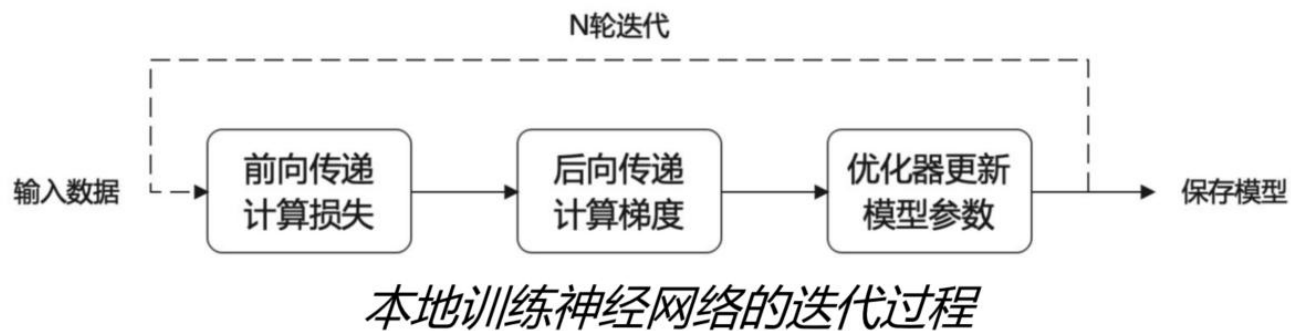 N轮迭代
输入数据
前向传递
计算损失
后向传递
计算梯度
优化器更新
模型参数
保存模型
本地训练神经网络的迭代过程